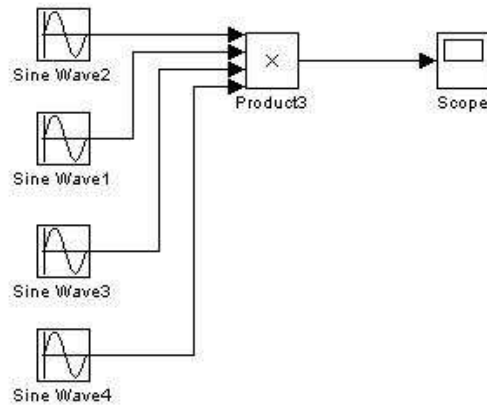 Sine Wave2
×
Product3
Scope
Sine Wave1
Sine Wave3
Sine Wave4